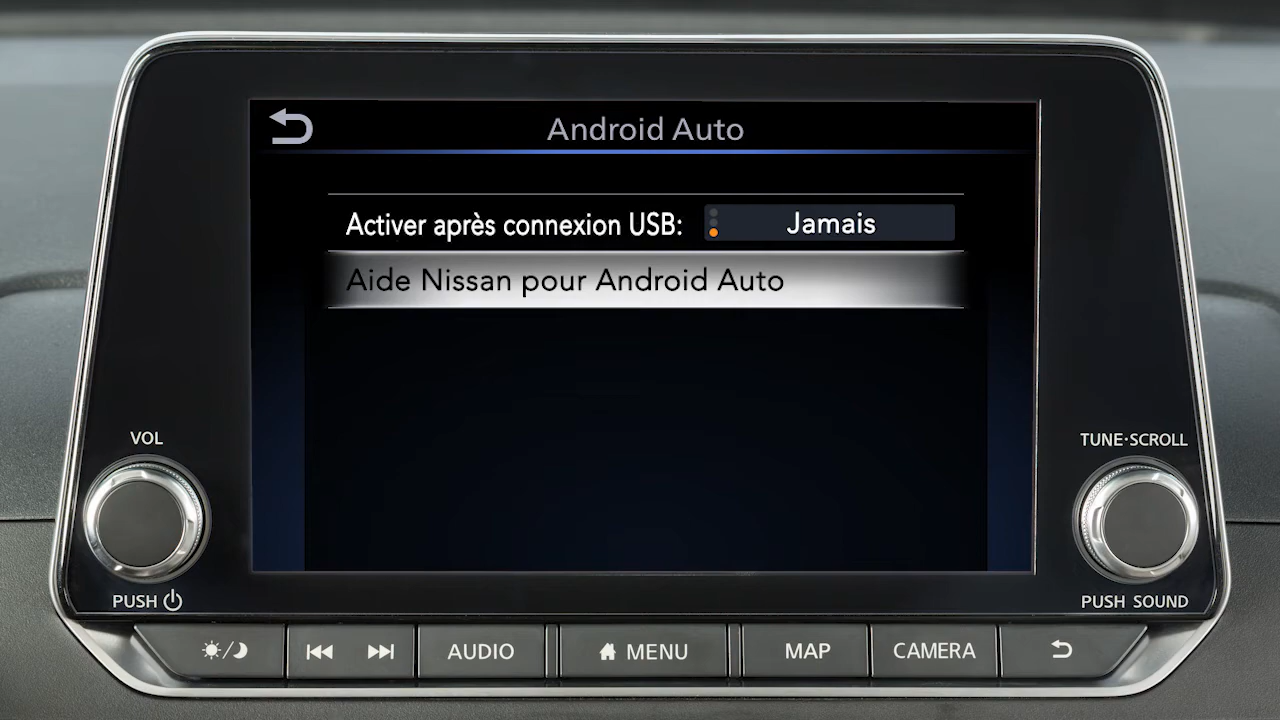 Android Auto
Activer après connexion USB: Jamais
Aide Nissan pour Android Auto
VOL
TUNE·SCROLL
PUSH
PUSH SOUND
AUDIO
MENU
MAP
CAMERA